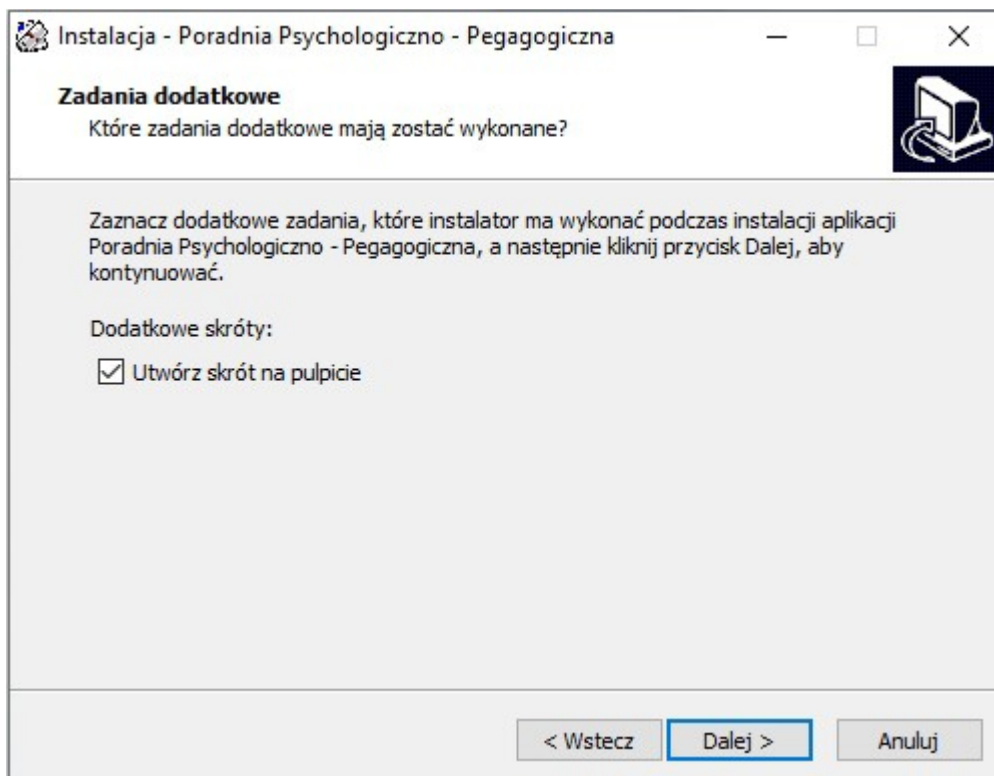 Instalacja - Poradnia Psychologiczno - Pegagogiczna
Zadania dodatkowe
Które zadania dodatkowe mają zostać wykonane?
Zaznacz dodatkowe zadania, które instalator ma wykonać podczas instalacji aplikacji
Poradnia Psychologiczno - Pegagogiczna, a następnie kliknij przycisk Dalej, aby
kontynuować.
Dodatkowe skróty:
Utwórz skrót na pulpicie
< Wstecz
Dalej >
Anuluj